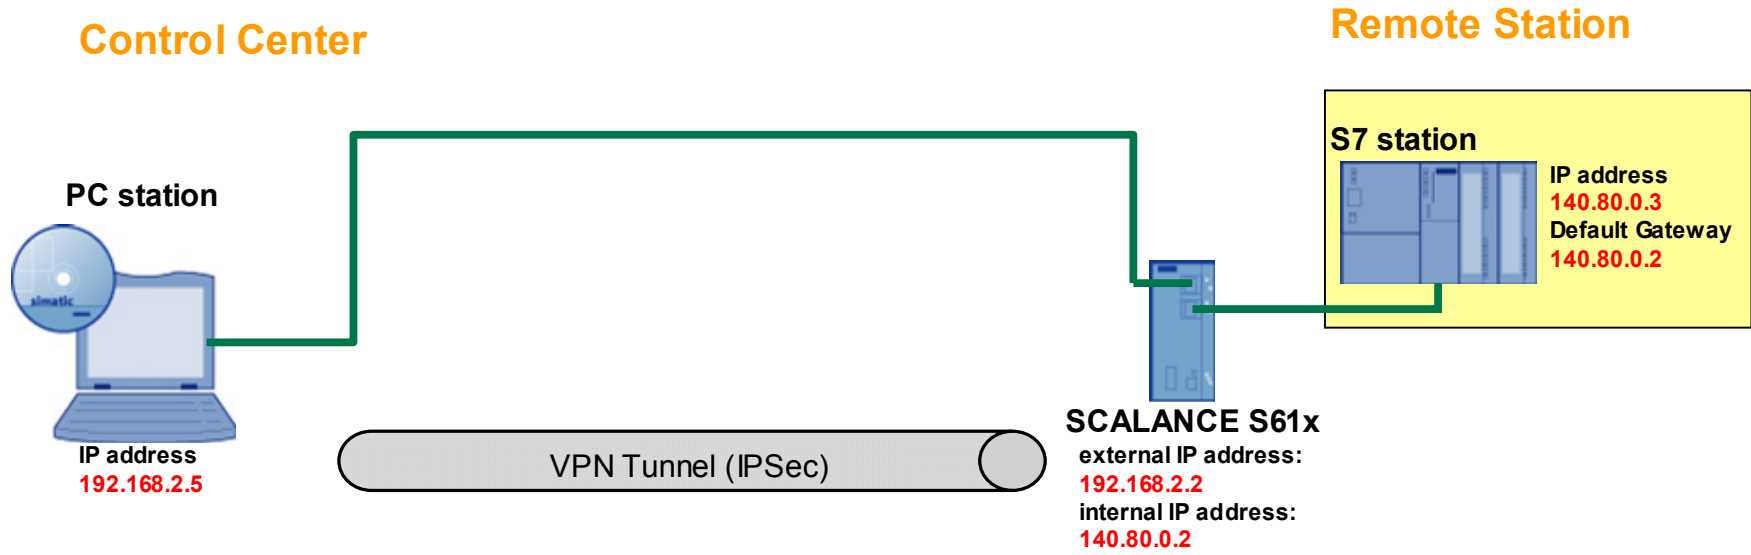 Control Center
Remote Station
PC station
simatic
IP address
192.168.2.5
VPN Tunnel (IPSec)
SCALANCE S61x
external IP address:
192.168.2.2
internal IP address:
140.80.0.2
S7 station
IP address
140.80.0.3
Default Gateway
140.80.0.2